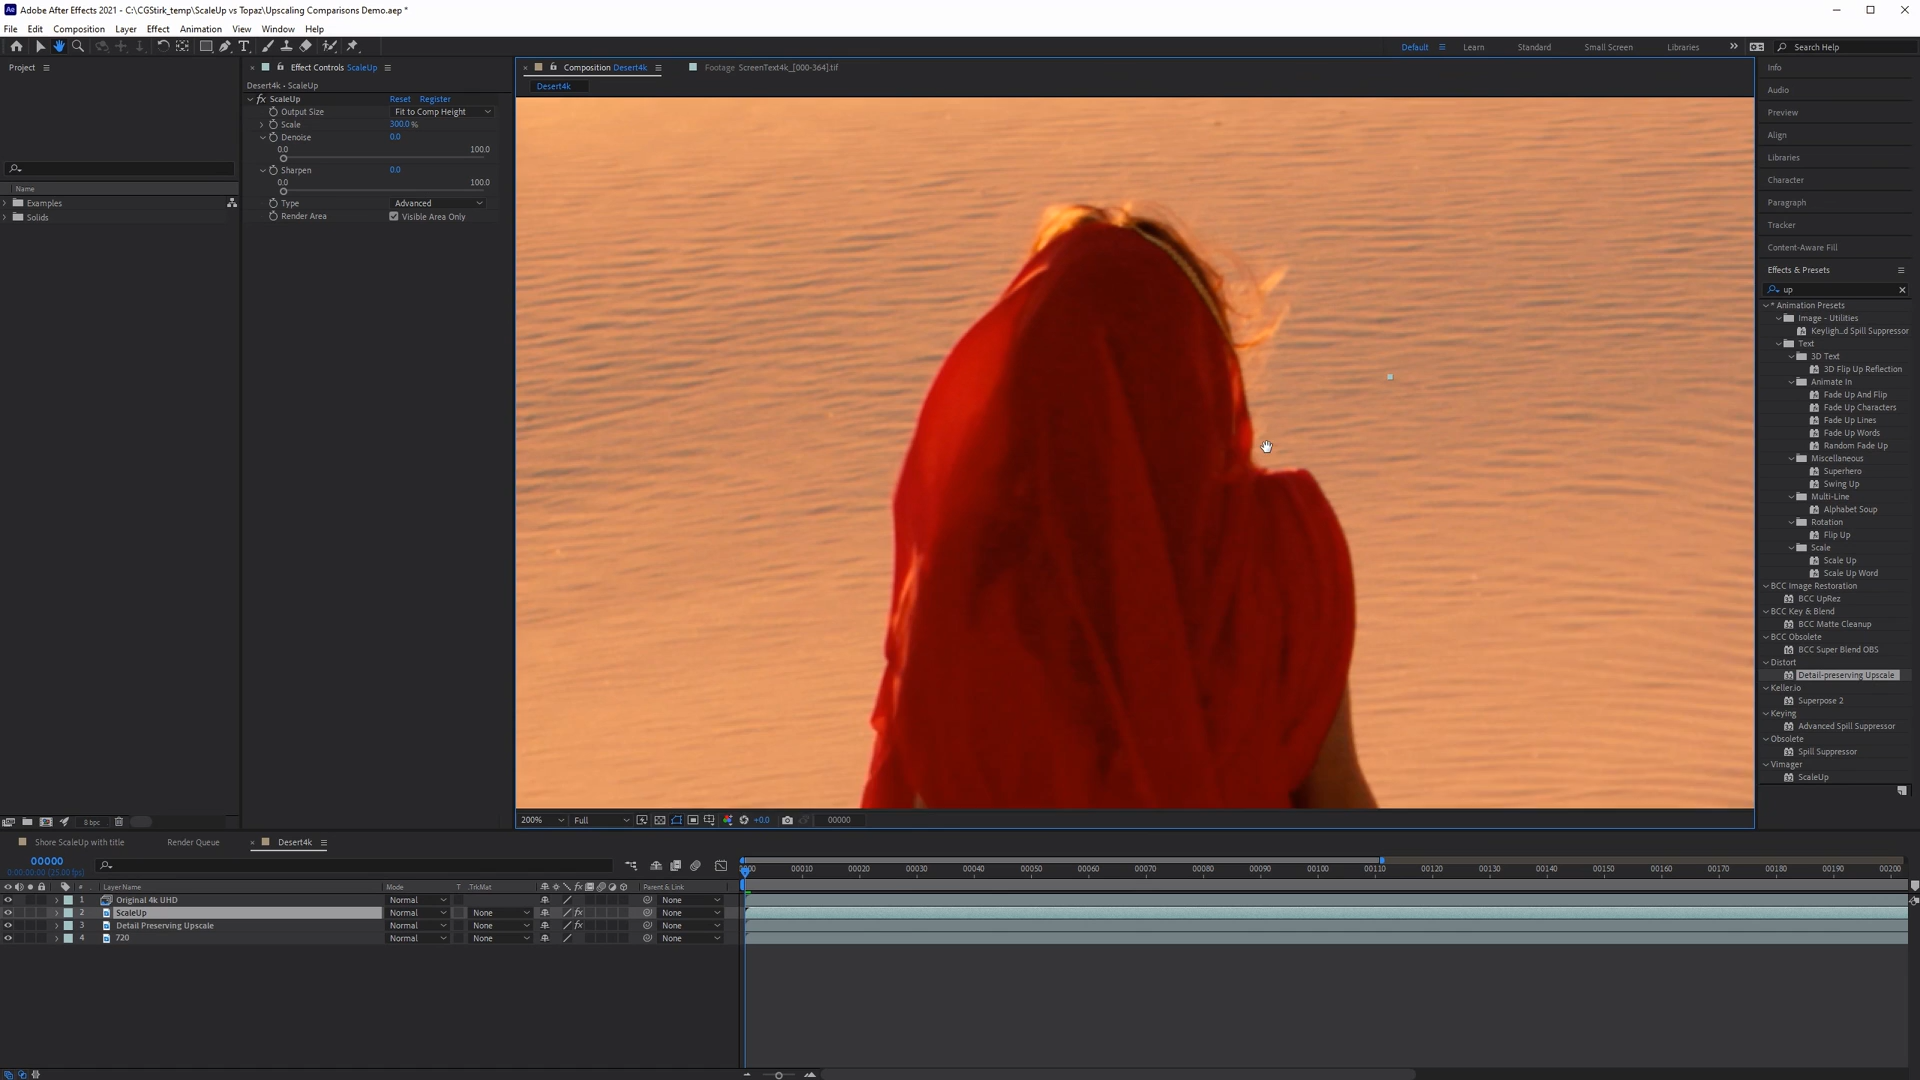 Adobe After Effects 2021 - C:\CGStirk_temp\ScaleUp vs Topaz\Upscaling Comparisons Demo.aep *
File Edit Composition Layer Effect Animation View Window Help
Default Learn Standard Small Screen Libraries Search Help
Project
Name
Examples
Solids
8 bpc
Effect Controls ScaleUp
Desert4k • ScaleUp
fx ScaleUp Reset Register
Output Size Fit to Comp Height
Scale 300.0 %
Denoise 0.0
0.0 100.0
Sharpen 0.0
0.0 100.0
Type Advanced
Render Area Visible Area Only
Composition Desert4k Footage ScreenText4k_[000-364].tif
Desert4k
200% Full +0.0 00000
Info
Audio
Preview
Align
Libraries
Character
Paragraph
Tracker
Content-Aware Fill
Effects & Presets
up
* Animation Presets
Image - Utilities
Keyligh...d Spill Suppressor
Text
3D Text
3D Flip Up Reflection
Animate In
Fade Up And Flip
Fade Up Characters
Fade Up Lines
Fade Up Words
Random Fade Up
Miscellaneous
Superhero
Swing Up
Multi-Line
Alphabet Soup
Rotation
Flip Up
Scale
Scale Up
Scale Up Word
BCC Image Restoration
BCC UpRez
BCC Key & Blend
BCC Matte Cleanup
BCC Obsolete
BCC Super Blend OBS
Distort
Detail-preserving Upscale
Keller.io
Superpose 2
Keying
Advanced Spill Suppressor
Obsolete
Spill Suppressor
Vimager
ScaleUp
Shore ScaleUp with title Render Queue Desert4k
00000
0:00:00:00 (25.00 fps)
# Layer Name Mode T .TrkMat Parent & Link
1 Original 4k UHD Normal None
2 ScaleUp Normal None fx None
3 Detail Preserving Upscale Normal None fx None
4 720 Normal None None
00010 00020 00030 00040 00050 00060 00070 00080 00090 00100 00110 00120 00130 00140 00150 00160 00170 00180 00190 00200